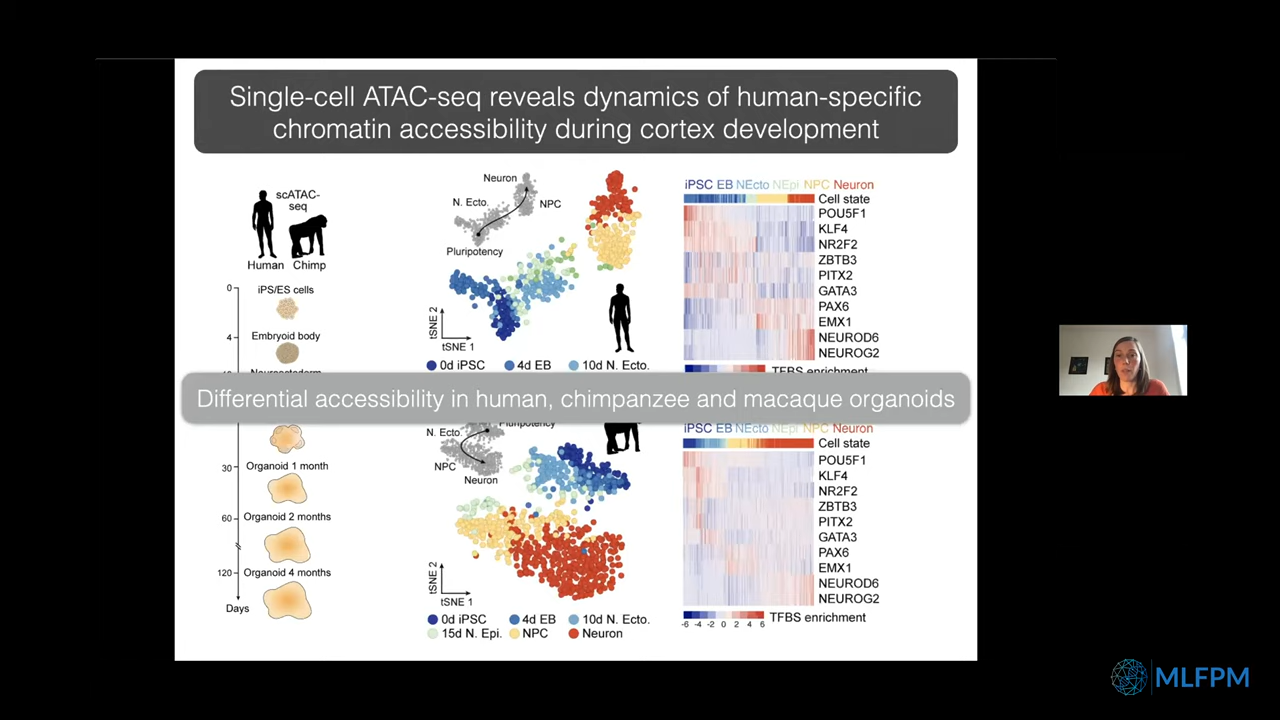 Single-cell ATAC-seq reveals dynamics of human-specific
chromatin accessibility during cortex development
scATAC-
seq
Human Chimp
0
iPS/ES cells
4
Embryoid body
Organoid 1 month
30
Organoid 2 months
60
Organoid 4 months
120
Days
Neuron
N. Ecto.
NPC
Pluripotency
tSNE 2
tSNE 1
0d iPSC 4d EB 10d N. Ecto.
iPSC EB NEcto NEpi NPC Neuron
Cell state
POU5F1
KLF4
NR2F2
ZBTB3
PITX2
GATA3
PAX6
EMX1
NEUROD6
NEUROG2
TFBS enrichment
Differential accessibility in human, chimpanzee and macaque organoids
Pluripotency
N. Ecto.
NPC
Neuron
tSNE 2
tSNE 1
0d iPSC 4d EB 10d N. Ecto.
15d N. Epi. NPC Neuron
iPSC EB NEcto NEpi NPC Neuron
Cell state
POU5F1
KLF4
NR2F2
ZBTB3
PITX2
GATA3
PAX6
EMX1
NEUROD6
NEUROG2
TFBS enrichment
-6 -4 -2 0 2 4 6
MLFPM